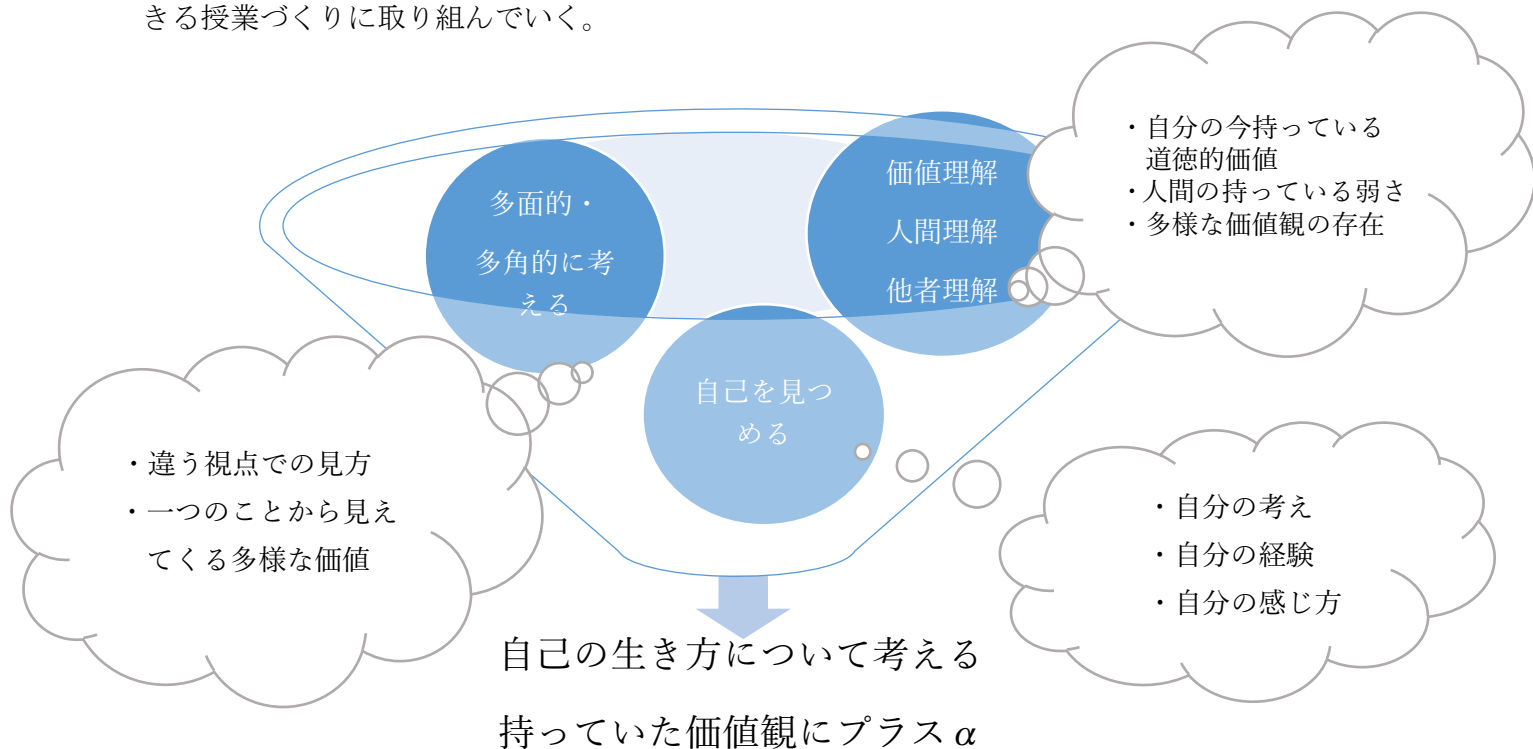 きる授業づくりに取り組んでいく。
多面的・
多角的に考
える
価値理解
人間理解
他者理解
・自分の今持っている
道徳的価値
・人間の持っている弱さ
・多様な価値観の存在
自己を見つ
める
・違う視点での見方
・一つのことから見え
てくる多様な価値
・自分の考え
・自分の経験
・自分の感じ方
自己の生き方について考える
持っていた価値観にプラスα